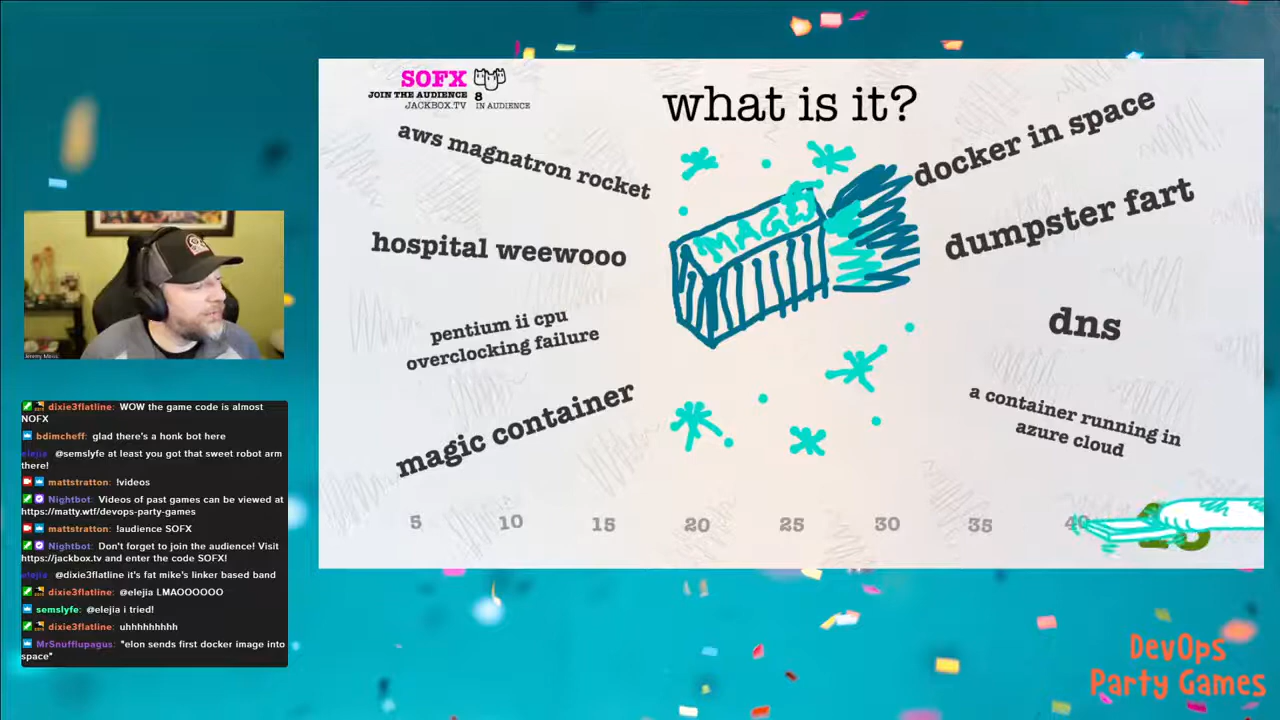 SOFX
JOIN THE AUDIENCE 8
JACKBOX.TV IN AUDIENCE
what is it?
aws magnatron rocket
hospital weewooo
pentium ii cpu
overclocking failure
magic container
IMAGE
docker in space
dumpster fart
dns
a container running in
azure cloud
5 10 15 20 25 30 35 40
dixie3flatline: WOW the game code is almost
NOFX
bdimcheff: glad there's a honk bot here
elejia @semslyfe at least you got that sweet robot arm
there!
mattstratton: !videos
Nightbot: Videos of past games can be viewed at
https://matty.wtf/devops-party-games
mattstratton: !audience SOFX
Nightbot: Don't forget to join the audience! Visit
https://jackbox.tv and enter the code SOFX!
elejia @dixie3flatline it's fat mike's linker based band
dixie3flatline: @elejia LMAOOOOOO
semslyfe: @elejia i tried!
dixie3flatline: uhhhhhhhhh
MrSnufflupagus: "elon sends first docker image into
space"
DevOps
Party Games